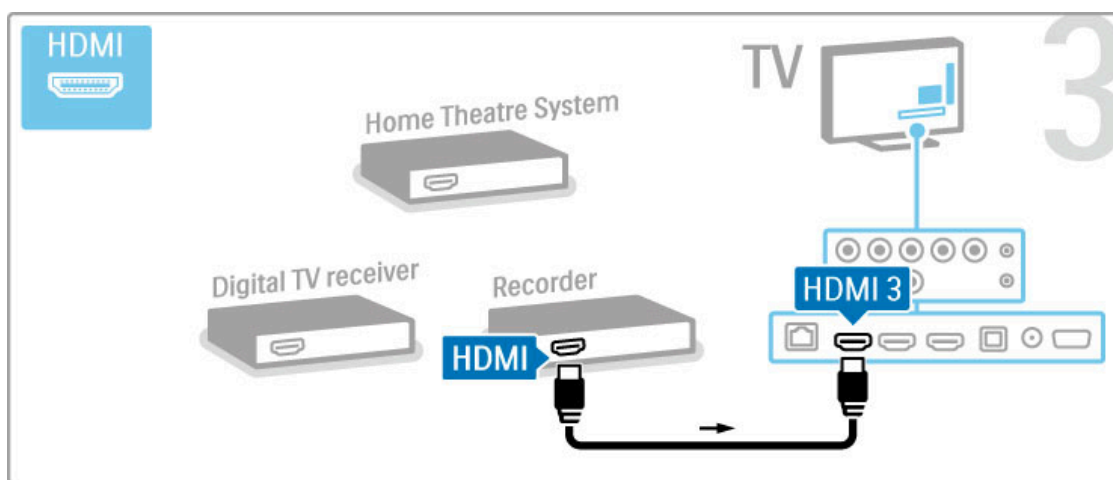 HDMI
TV
3
Home Theatre System
Digital TV receiver
Recorder
HDMI 3
HDMI